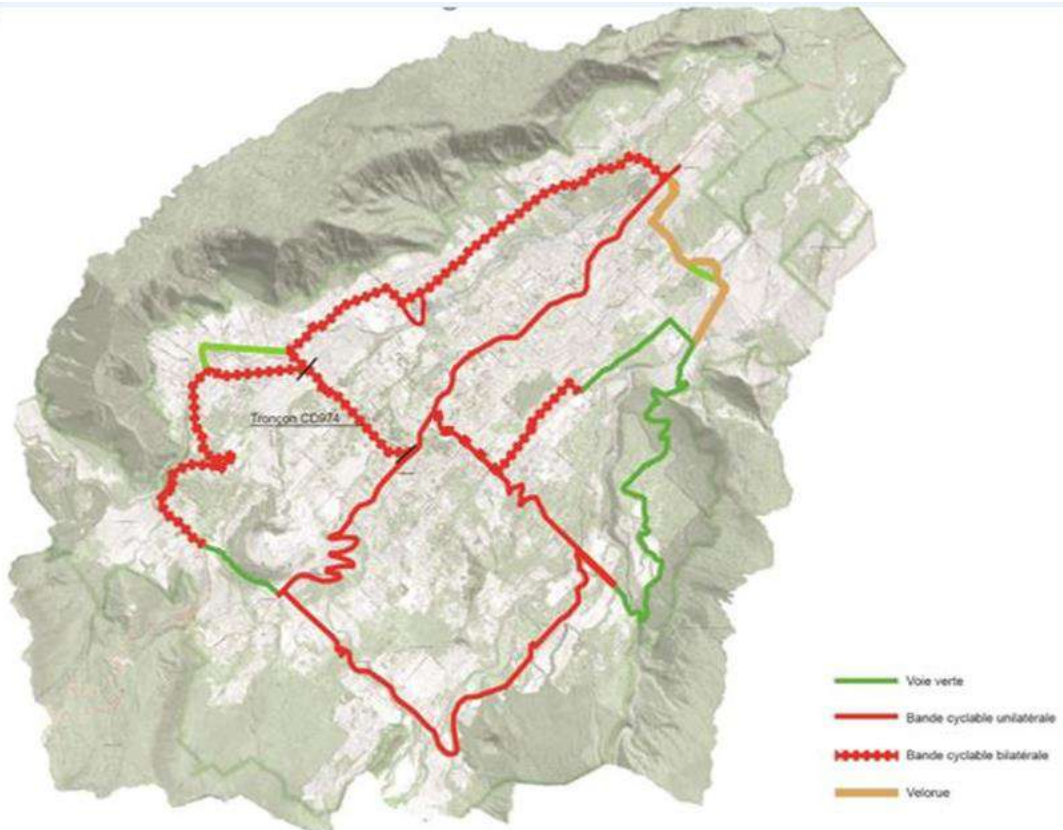 Tronçon CD974
Voie verte
Bande cyclable unilatérale
Bande cyclable bilatérale
Velorue